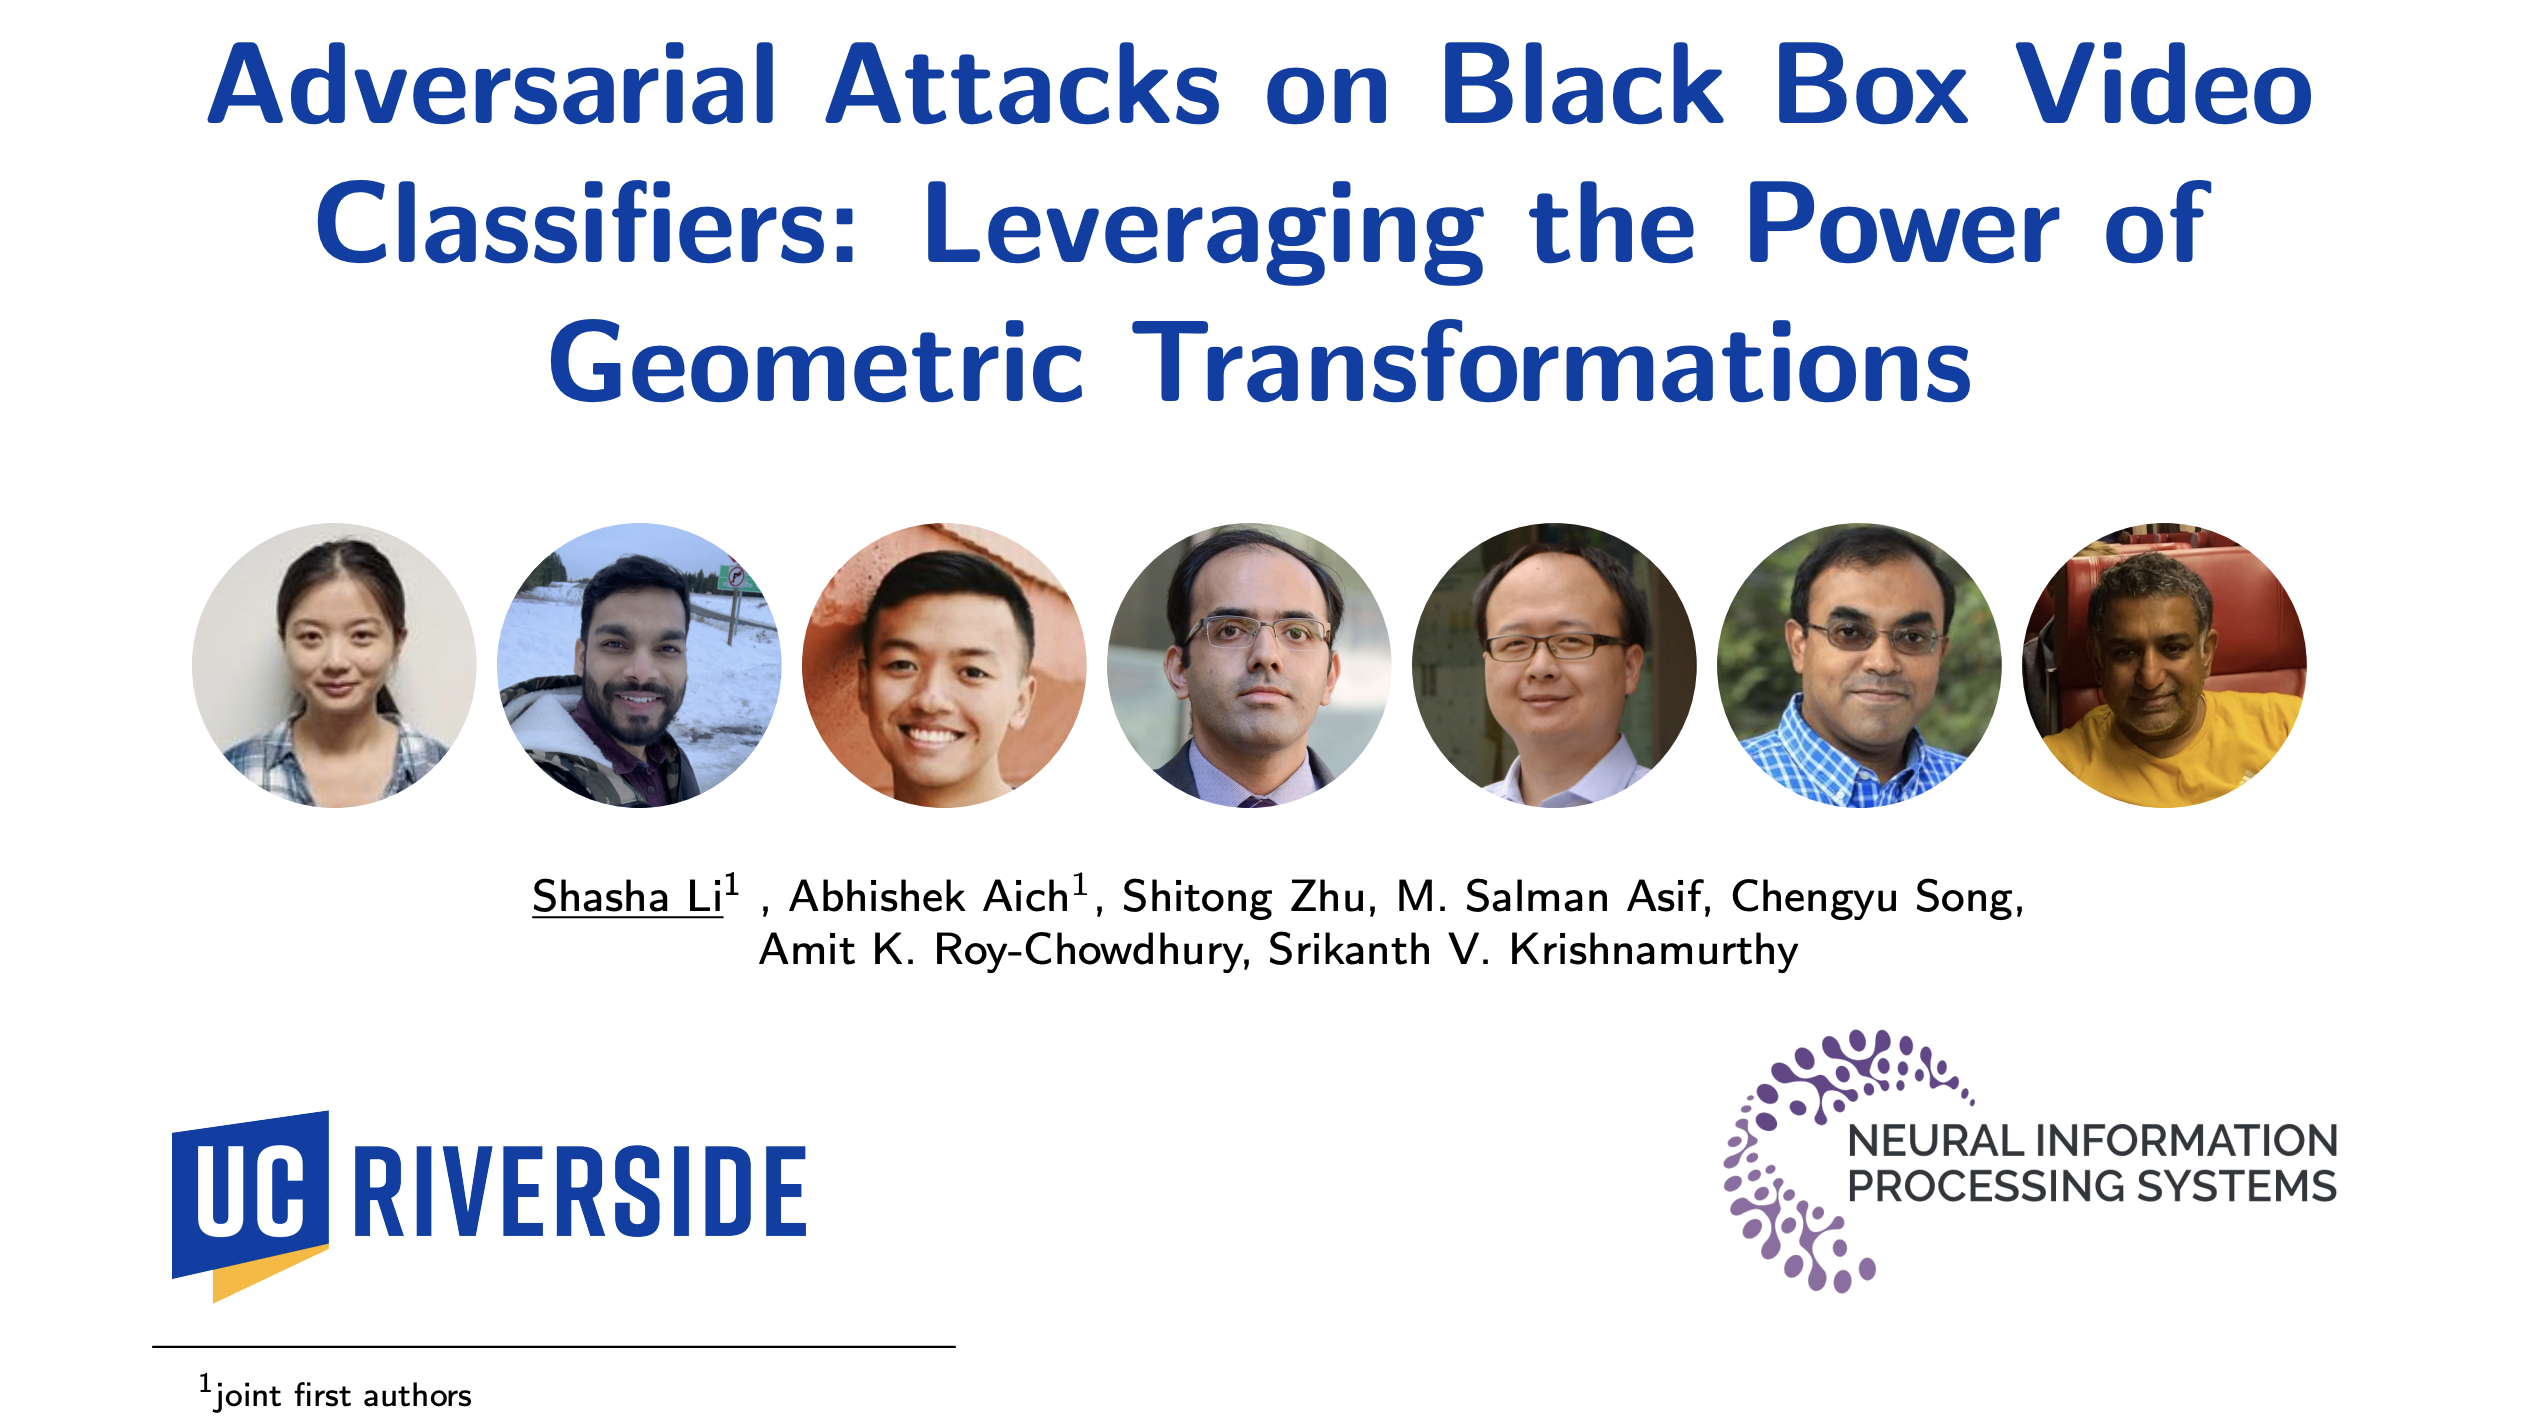 Adversarial Attacks on Black Box Video
Classifiers: Leveraging the Power of
Geometric Transformations
Shasha Li¹ , Abhishek Aich¹, Shitong Zhu, M. Salman Asif, Chengyu Song,
Amit K. Roy-Chowdhury, Srikanth V. Krishnamurthy
UC RIVERSIDE
NEURAL INFORMATION
PROCESSING SYSTEMS
¹joint first authors